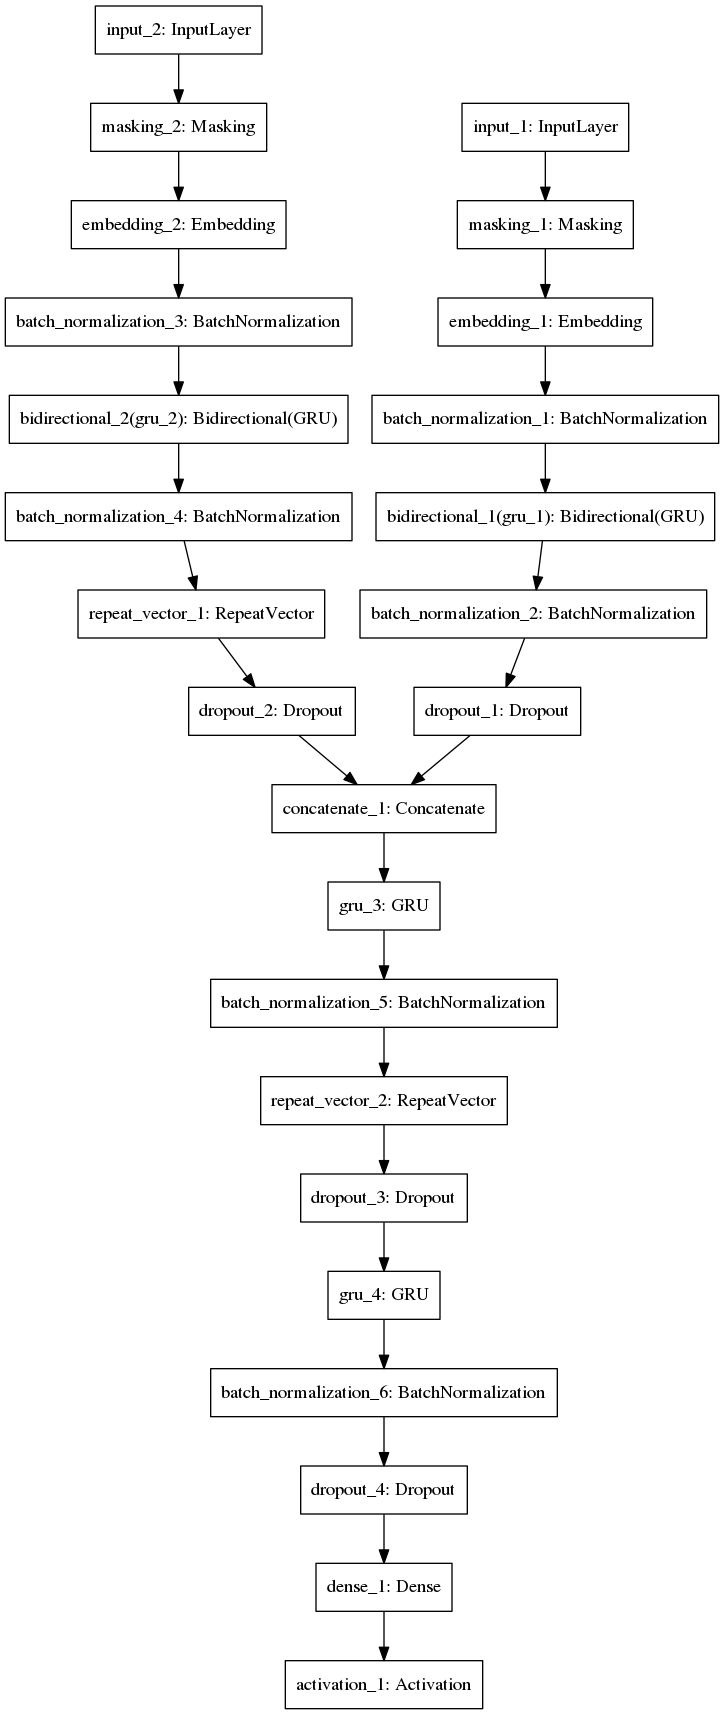 input_2: InputLayer
masking_2: Masking
input_1: InputLayer
embedding_2: Embedding
masking_1: Masking
batch_normalization_3: BatchNormalization
embedding_1: Embedding
bidirectional_2(gru_2): Bidirectional(GRU)
batch_normalization_1: BatchNormalization
batch_normalization_4: BatchNormalization
bidirectional_1(gru_1): Bidirectional(GRU)
repeat_vector_1: RepeatVector
batch_normalization_2: BatchNormalization
dropout_2: Dropout
dropout_1: Dropout
concatenate_1: Concatenate
gru_3: GRU
batch_normalization_5: BatchNormalization
repeat_vector_2: RepeatVector
dropout_3: Dropout
gru_4: GRU
batch_normalization_6: BatchNormalization
dropout_4: Dropout
dense_1: Dense
activation_1: Activation